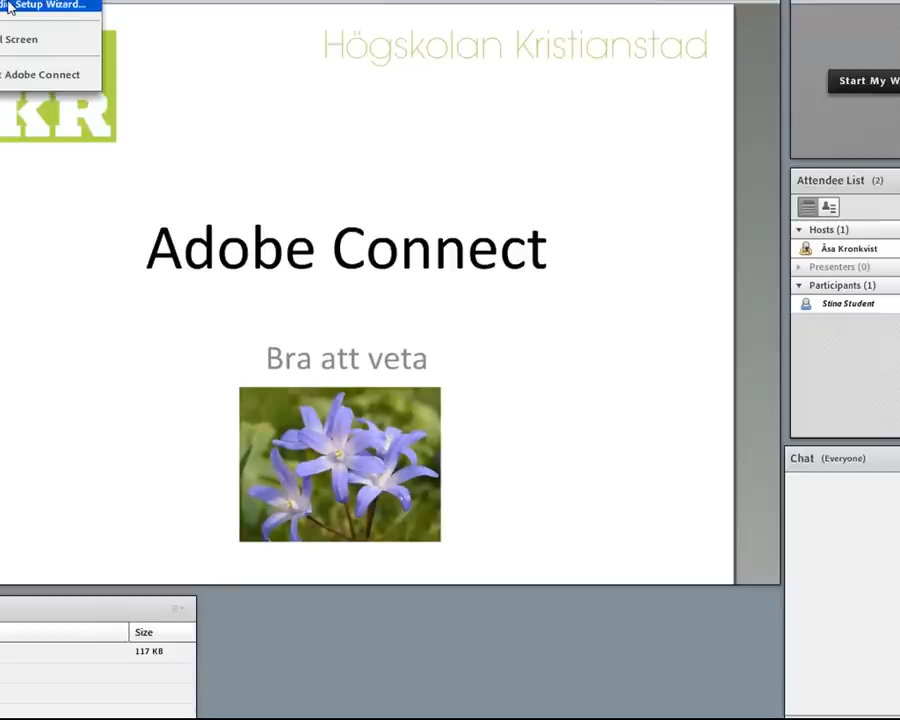 Setup Wizard...
Screen
Adobe Connect
KR
Högskolan Kristianstad
Adobe Connect
Bra att veta
Start My W
Attendee List (2)
Hosts (1)
Åsa Kronkvist
Presenters (0)
Participants (1)
Stina Student
Chat (Everyone)
Size
117 KB